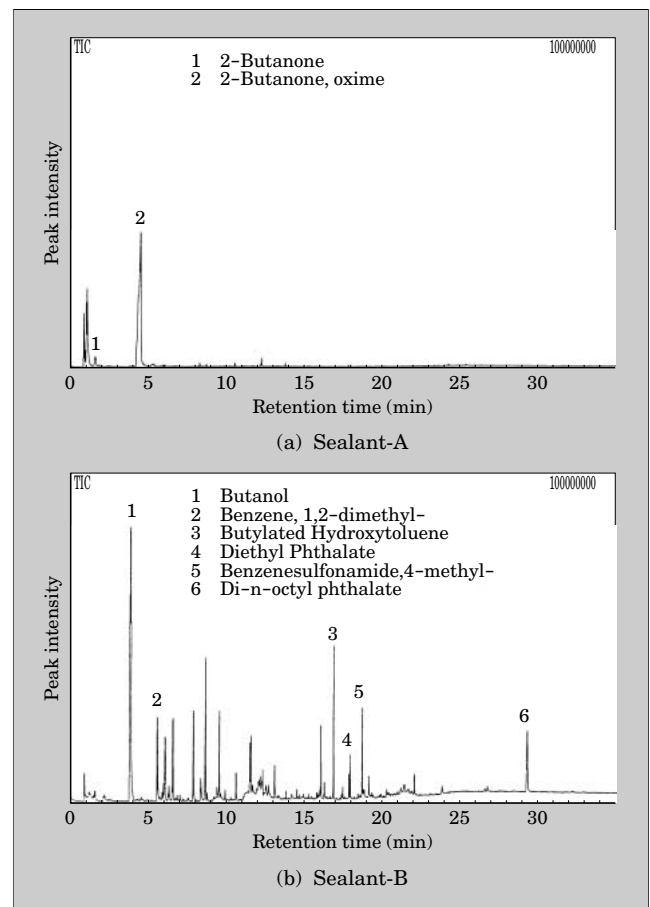 TIC 100000000
1 2-Butanone
2 2-Butanone, oxime
Peak intensity
2
1
0 5 10 15 20 25 30
Retention time (min)
(a) Sealant-A
TIC 100000000
1 Butanol
2 Benzene, 1,2-dimethyl-
3 Butylated Hydroxytoluene
4 Diethyl Phthalate
5 Benzenesulfonamide,4-methyl-
6 Di-n-octyl phthalate
Peak intensity
1
3
2
5
4
6
0 5 10 15 20 25 30
Retention time (min)
(b) Sealant-B